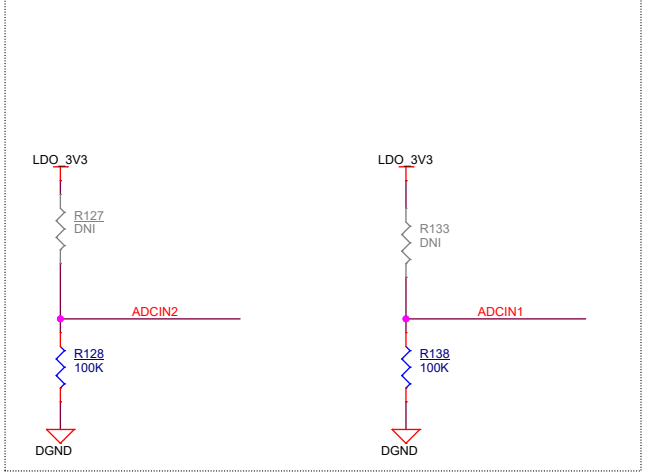 LDO_3V3
LDO_3V3
R127
DNI
R133
DNI
ADCIN2
ADCIN1
R128
100K
R138
100K
DGND
DGND